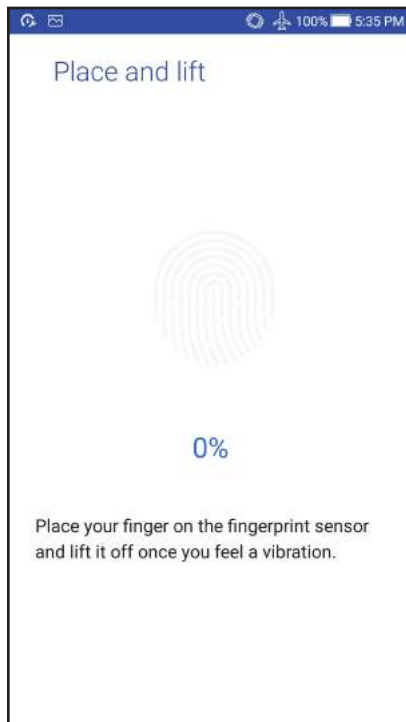 100% 5:35 PM
Place and lift
0%
Place your finger on the fingerprint sensor
and lift it off once you feel a vibration.